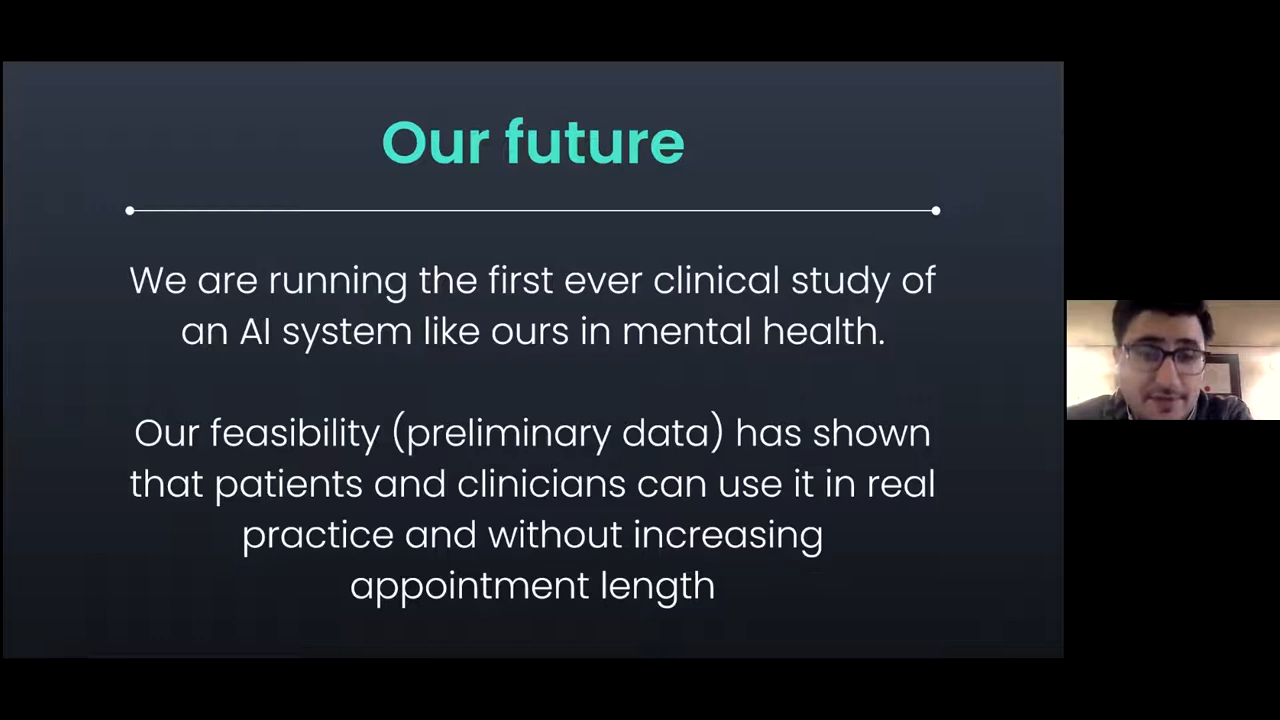 Our future
We are running the first ever clinical study of
an AI system like ours in mental health.
Our feasibility (preliminary data) has shown
that patients and clinicians can use it in real
practice and without increasing
appointment length